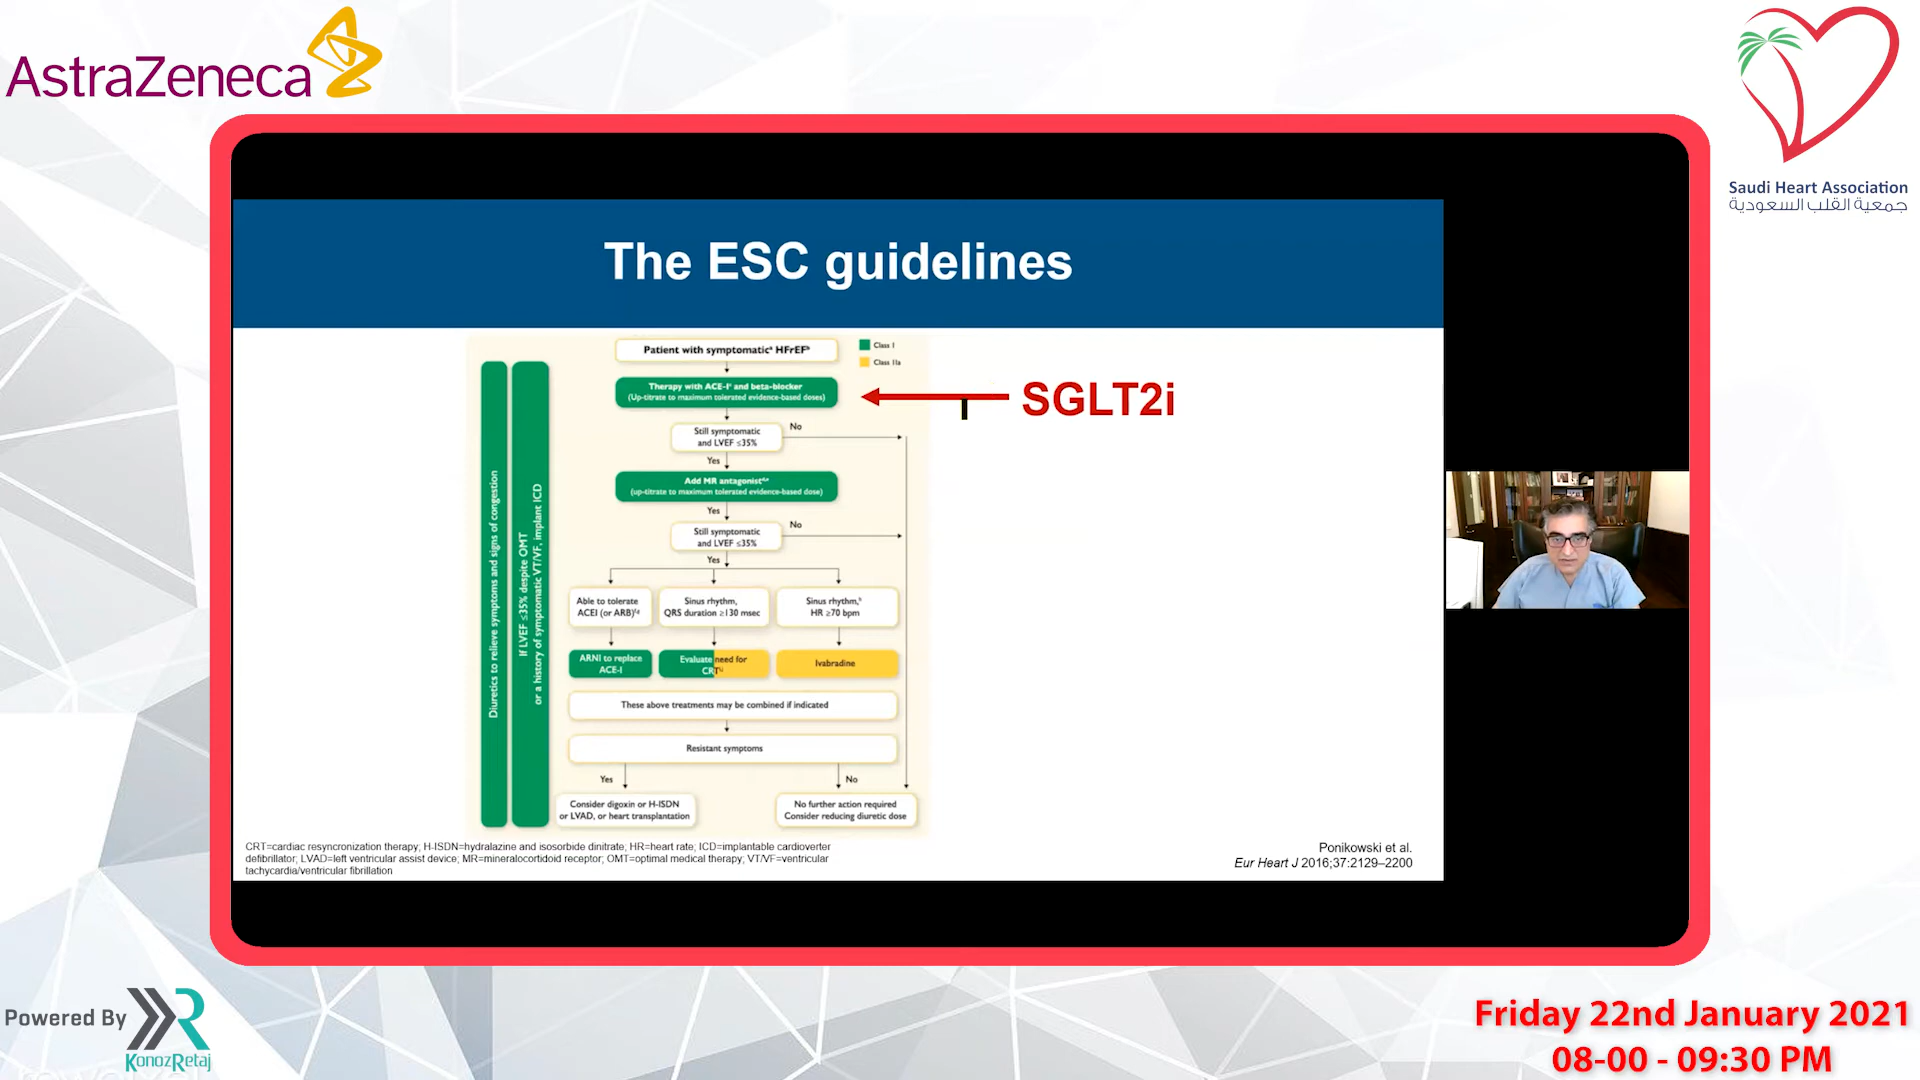 AstraZeneca
Saudi Heart Association
جمعية القلب السعودية
The ESC guidelines
Patient with symptomaticᵃ HFrEFᵇ
Class I
Class IIa
Therapy with ACE-Iᶜ and beta-blocker
(Up-titrate to maximum tolerated evidence-based doses)
SGLT2i
Still symptomatic
and LVEF ≤35%
No
Yes
Add MR antagonistᵈ,ᵉ
(up-titrate to maximum tolerated evidence-based dose)
Yes
Still symptomatic
and LVEF ≤35%
No
Yes
Able to tolerate
ACEI (or ARB)ᶠ,ᵍ
Sinus rhythm,
QRS duration ≥130 msec
Sinus rhythm,ʰ
HR ≥70 bpm
ARNI to replace
ACE-I
Evaluate need for
CRT
Ivabradine
These above treatments may be combined if indicated
Resistant symptoms
Yes
No
Consider digoxin or H-ISDN
or LVAD, or heart transplantation
No further action required
Consider reducing diuretic dose
Diuretics to relieve symptoms and signs of congestion
If LVEF ≤35% despite OMT
or a history of symptomatic VT/VF, implant ICD
CRT=cardiac resyncronization therapy; H-ISDN=hydralazine and isosorbide dinitrate; HR=heart rate; ICD=implantable cardioverter
defibrillator; LVAD=left ventricular assist device; MR=mineralocortidoid receptor; OMT=optimal medical therapy; VT/VF=ventricular
tachycardia/ventricular fibrillation
Ponikowski et al.
Eur Heart J 2016;37:2129–2200
Powered By
KonozRetaj
Friday 22nd January 2021
08-00 - 09:30 PM